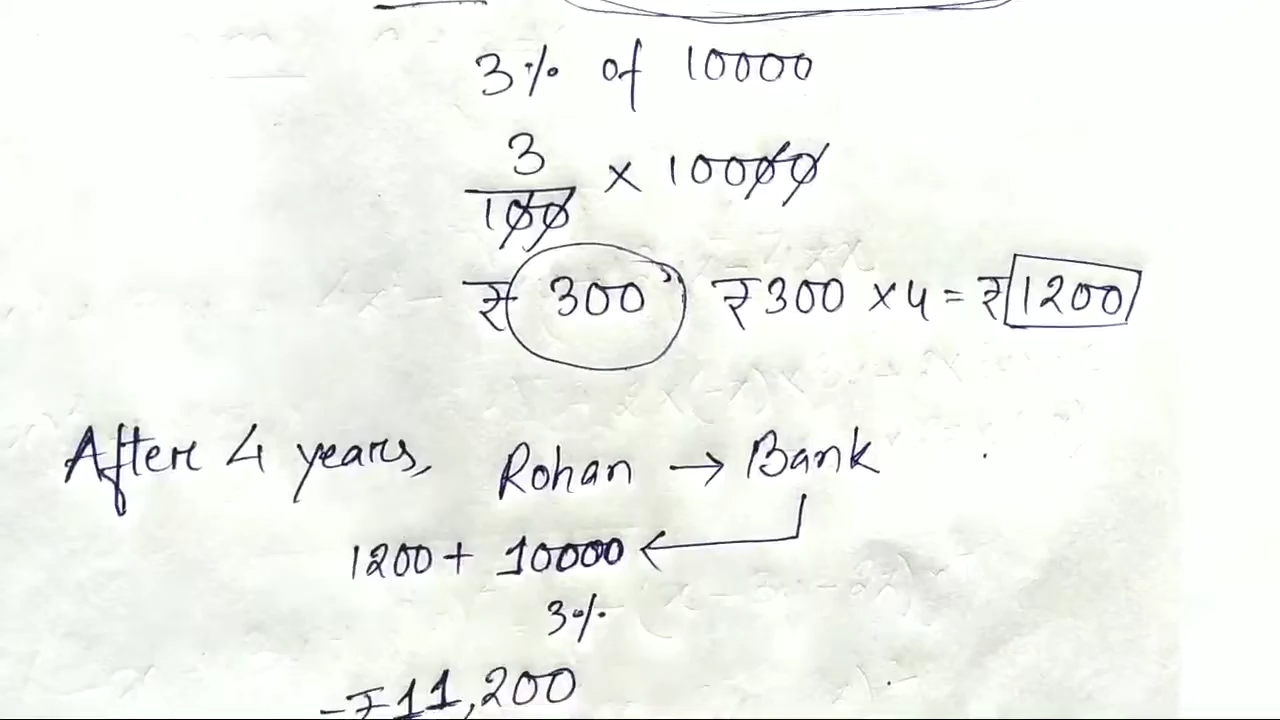 3% of 10000
3/100 × 10000
₹ 300 ₹300 × 4 = ₹ 1200
After 4 years, Rohan → Bank
1200 + 10000 ←
3%
₹11,200